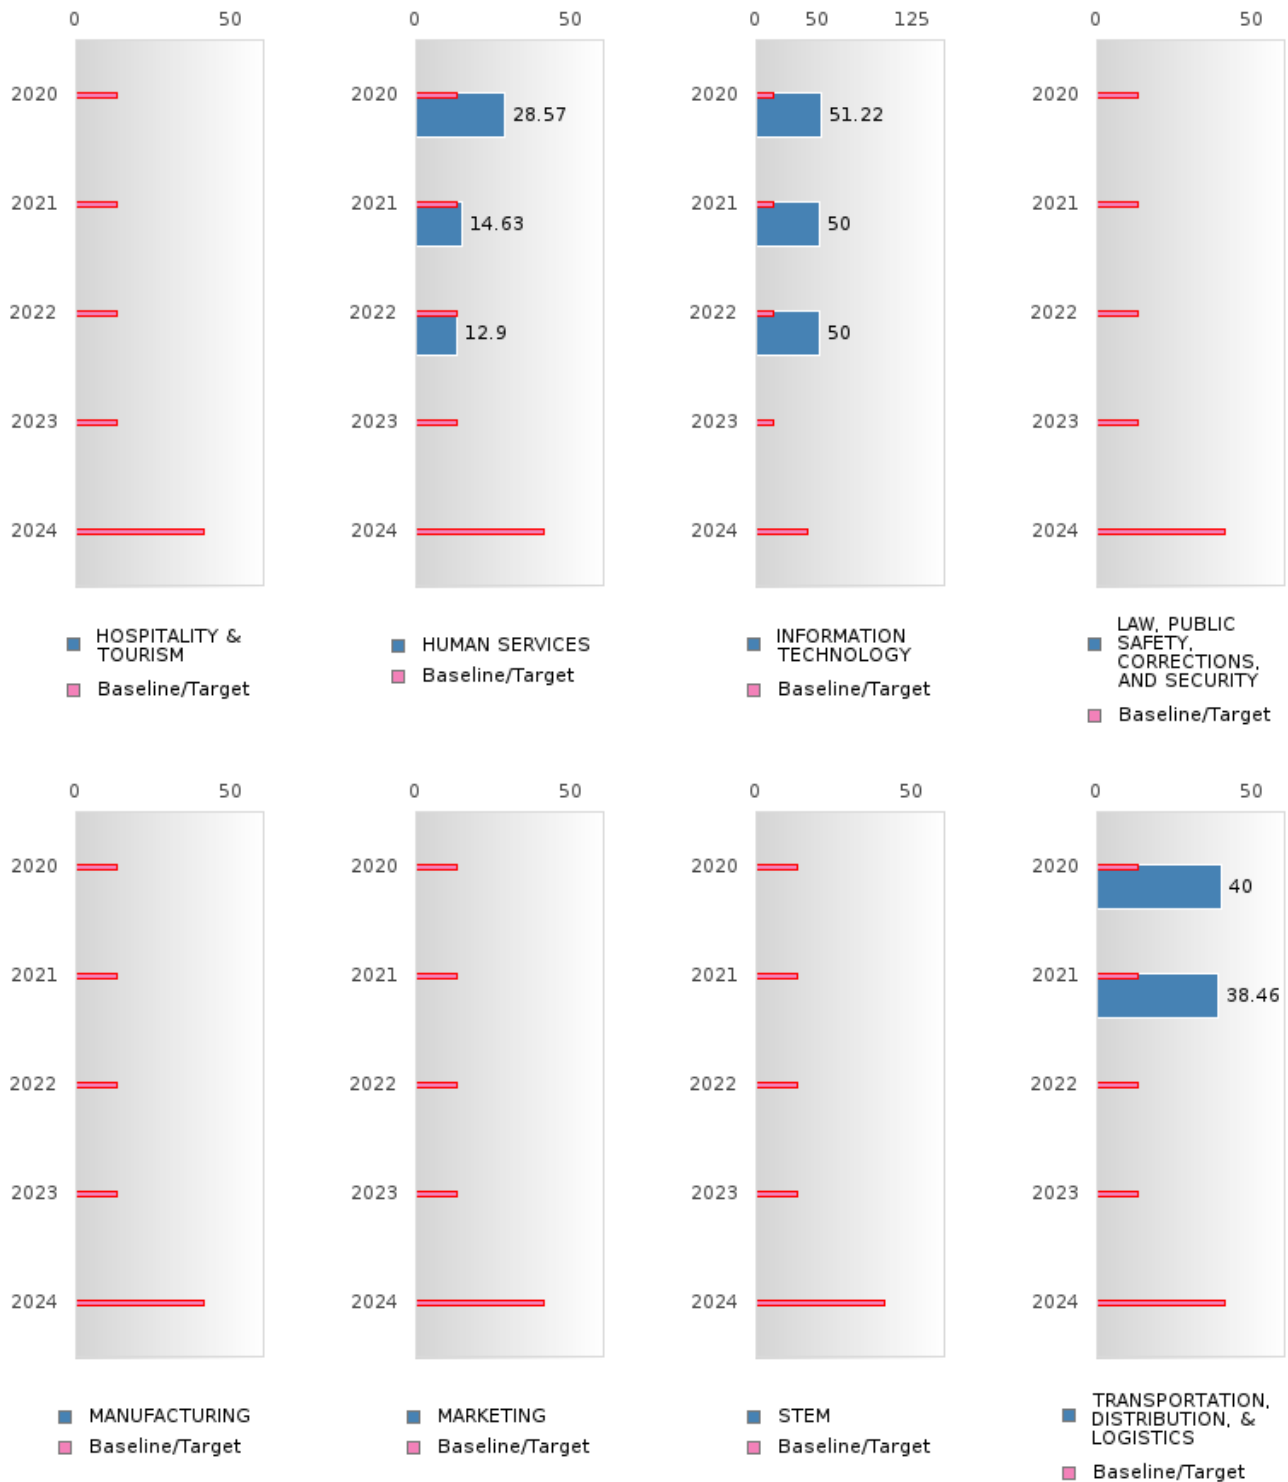 0 50
2020
2021
2022
2023
2024
HOSPITALITY &
TOURISM
Baseline/Target
0 50
2020
28.57
2021
14.63
2022
12.9
2023
2024
HUMAN SERVICES
Baseline/Target
0 50 125
2020
51.22
2021
50
2022
50
2023
2024
INFORMATION
TECHNOLOGY
Baseline/Target
0 50
2020
2021
2022
2023
2024
LAW, PUBLIC
SAFETY,
CORRECTIONS,
AND SECURITY
Baseline/Target
0 50
2020
2021
2022
2023
2024
MANUFACTURING
Baseline/Target
0 50
2020
2021
2022
2023
2024
MARKETING
Baseline/Target
0 50
2020
2021
2022
2023
2024
STEM
Baseline/Target
0 50
2020
40
2021
38.46
2022
2023
2024
TRANSPORTATION,
DISTRIBUTION, &
LOGISTICS
Baseline/Target